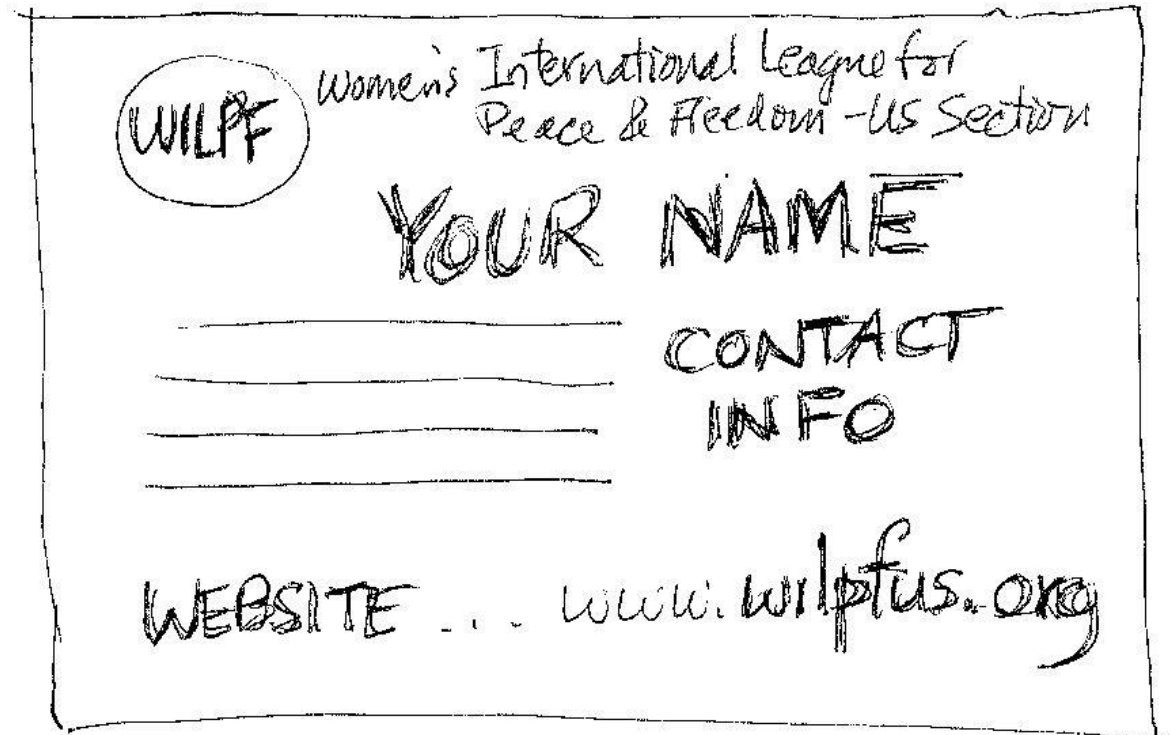 WILPF
Women's International League for
Peace & Freedom - US Section
YOUR NAME
CONTACT
INFO
WEBSITE ... www.wilpfus.org